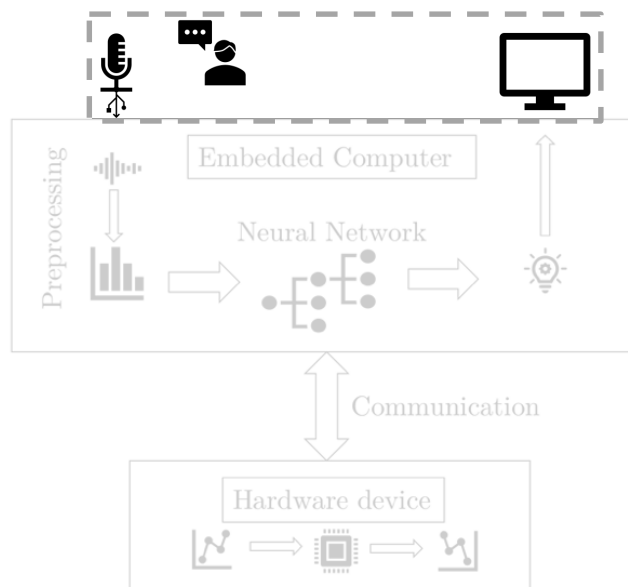 Embedded Computer
Preprocessing
Neural Network
Communication
Hardware device